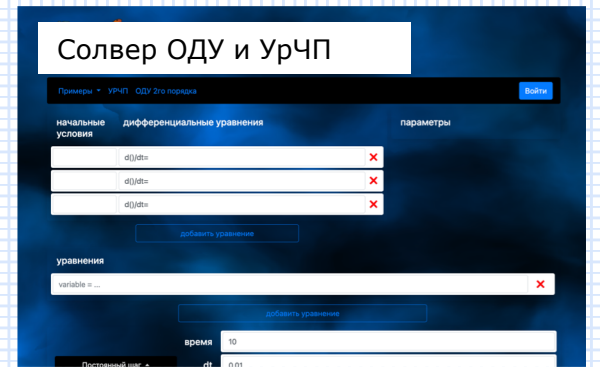 Солвер ОДУ и УрЧП
Примеры УРЧП ОДУ 2го порядка Войти
начальные условия дифференциальные уравнения параметры
d()/dt=
d()/dt=
d()/dt=
добавить уравнение
уравнения
variable = ...
добавить уравнение
время 10
Постоянный шаг dt 0.01